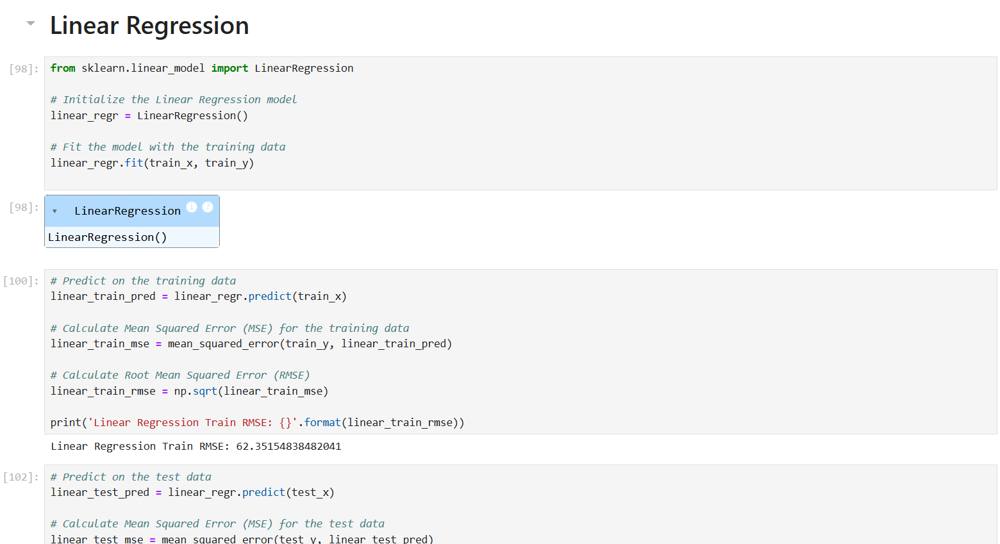 Linear Regression
[98]:
from sklearn.linear_model import LinearRegression
# Initialize the Linear Regression model
linear_regr = LinearRegression()
# Fit the model with the training data
linear_regr.fit(train_x, train_y)
[98]:
LinearRegression i ?
LinearRegression()
[100]:
# Predict on the training data
linear_train_pred = linear_regr.predict(train_x)
# Calculate Mean Squared Error (MSE) for the training data
linear_train_mse = mean_squared_error(train_y, linear_train_pred)
# Calculate Root Mean Squared Error (RMSE)
linear_train_rmse = np.sqrt(linear_train_mse)
print('Linear Regression Train RMSE: {}'.format(linear_train_rmse))
Linear Regression Train RMSE: 62.35154838482041
[102]:
# Predict on the test data
linear_test_pred = linear_regr.predict(test_x)
# Calculate Mean Squared Error (MSE) for the test data
linear_test_mse = mean_squared_error(test_y, linear_test_pred)